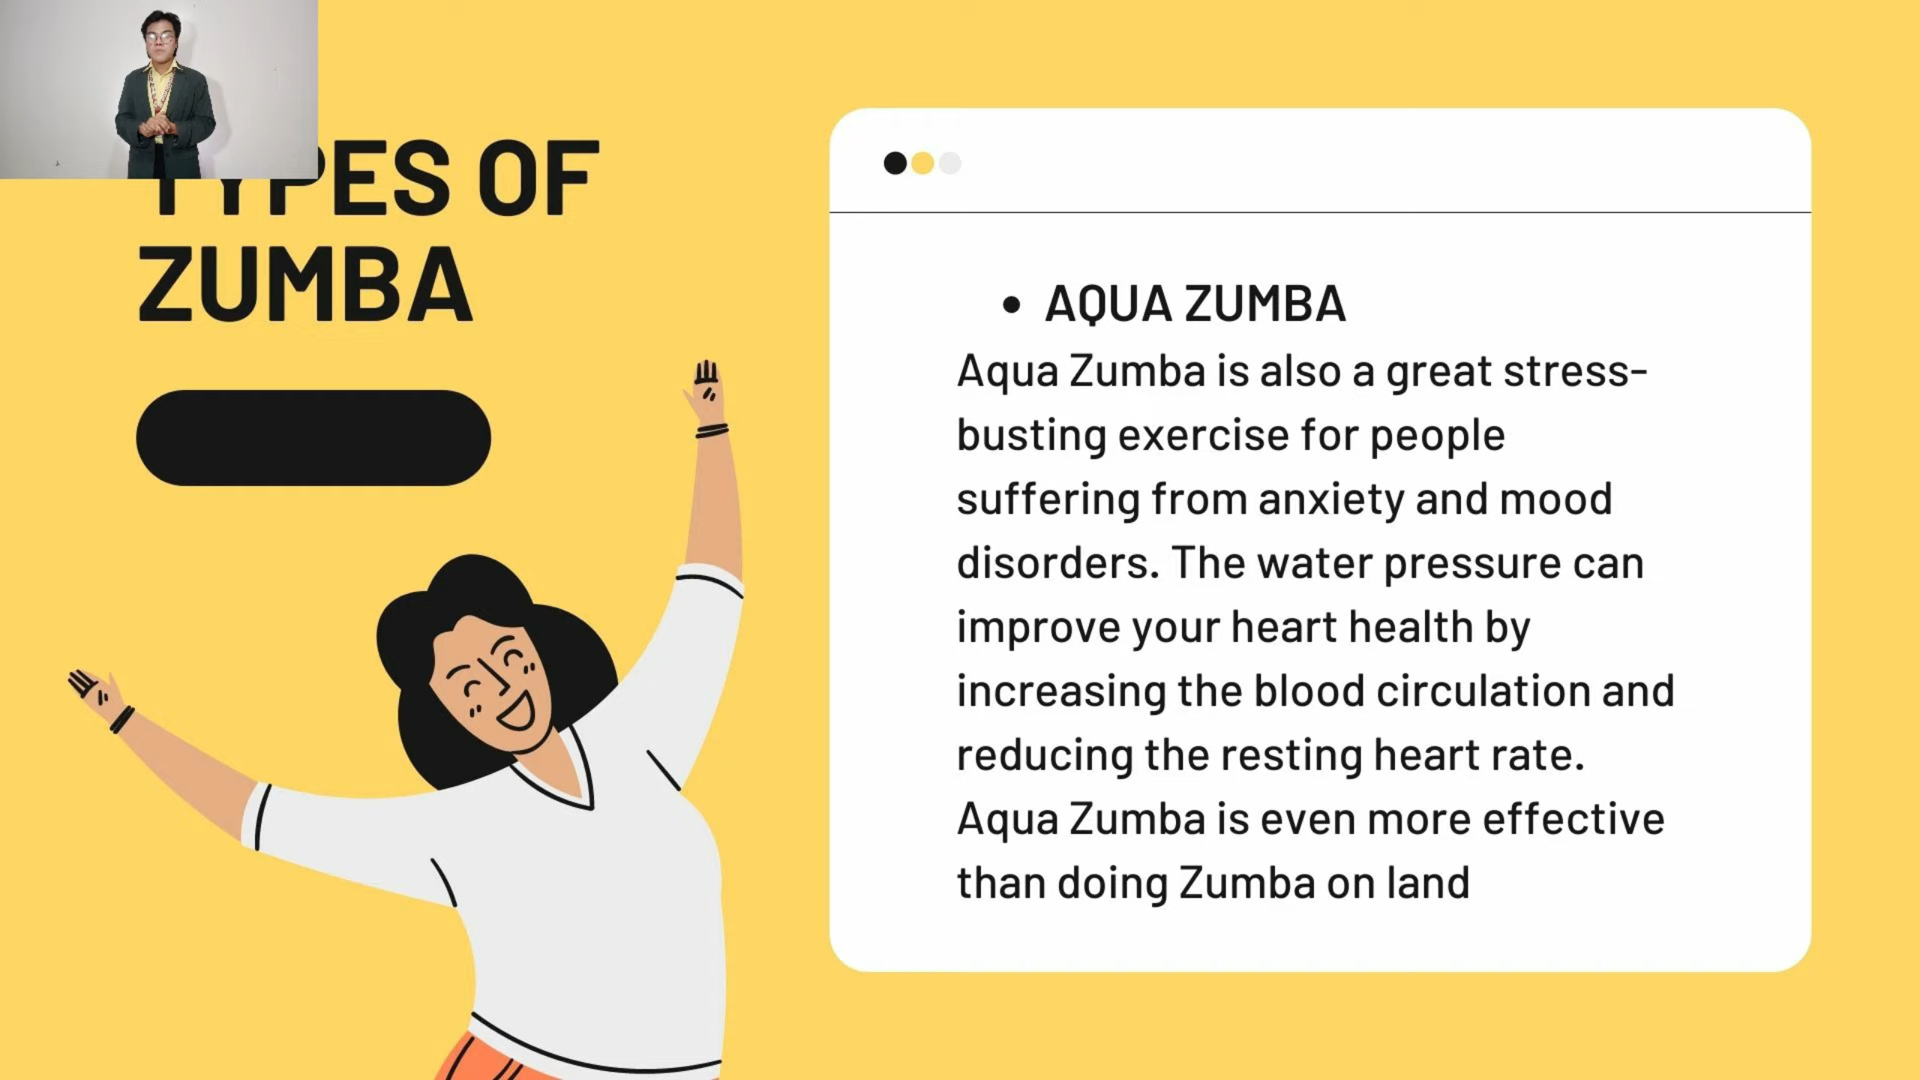 TYPES OF
ZUMBA
• AQUA ZUMBA
Aqua Zumba is also a great stress-
busting exercise for people
suffering from anxiety and mood
disorders. The water pressure can
improve your heart health by
increasing the blood circulation and
reducing the resting heart rate.
Aqua Zumba is even more effective
than doing Zumba on land